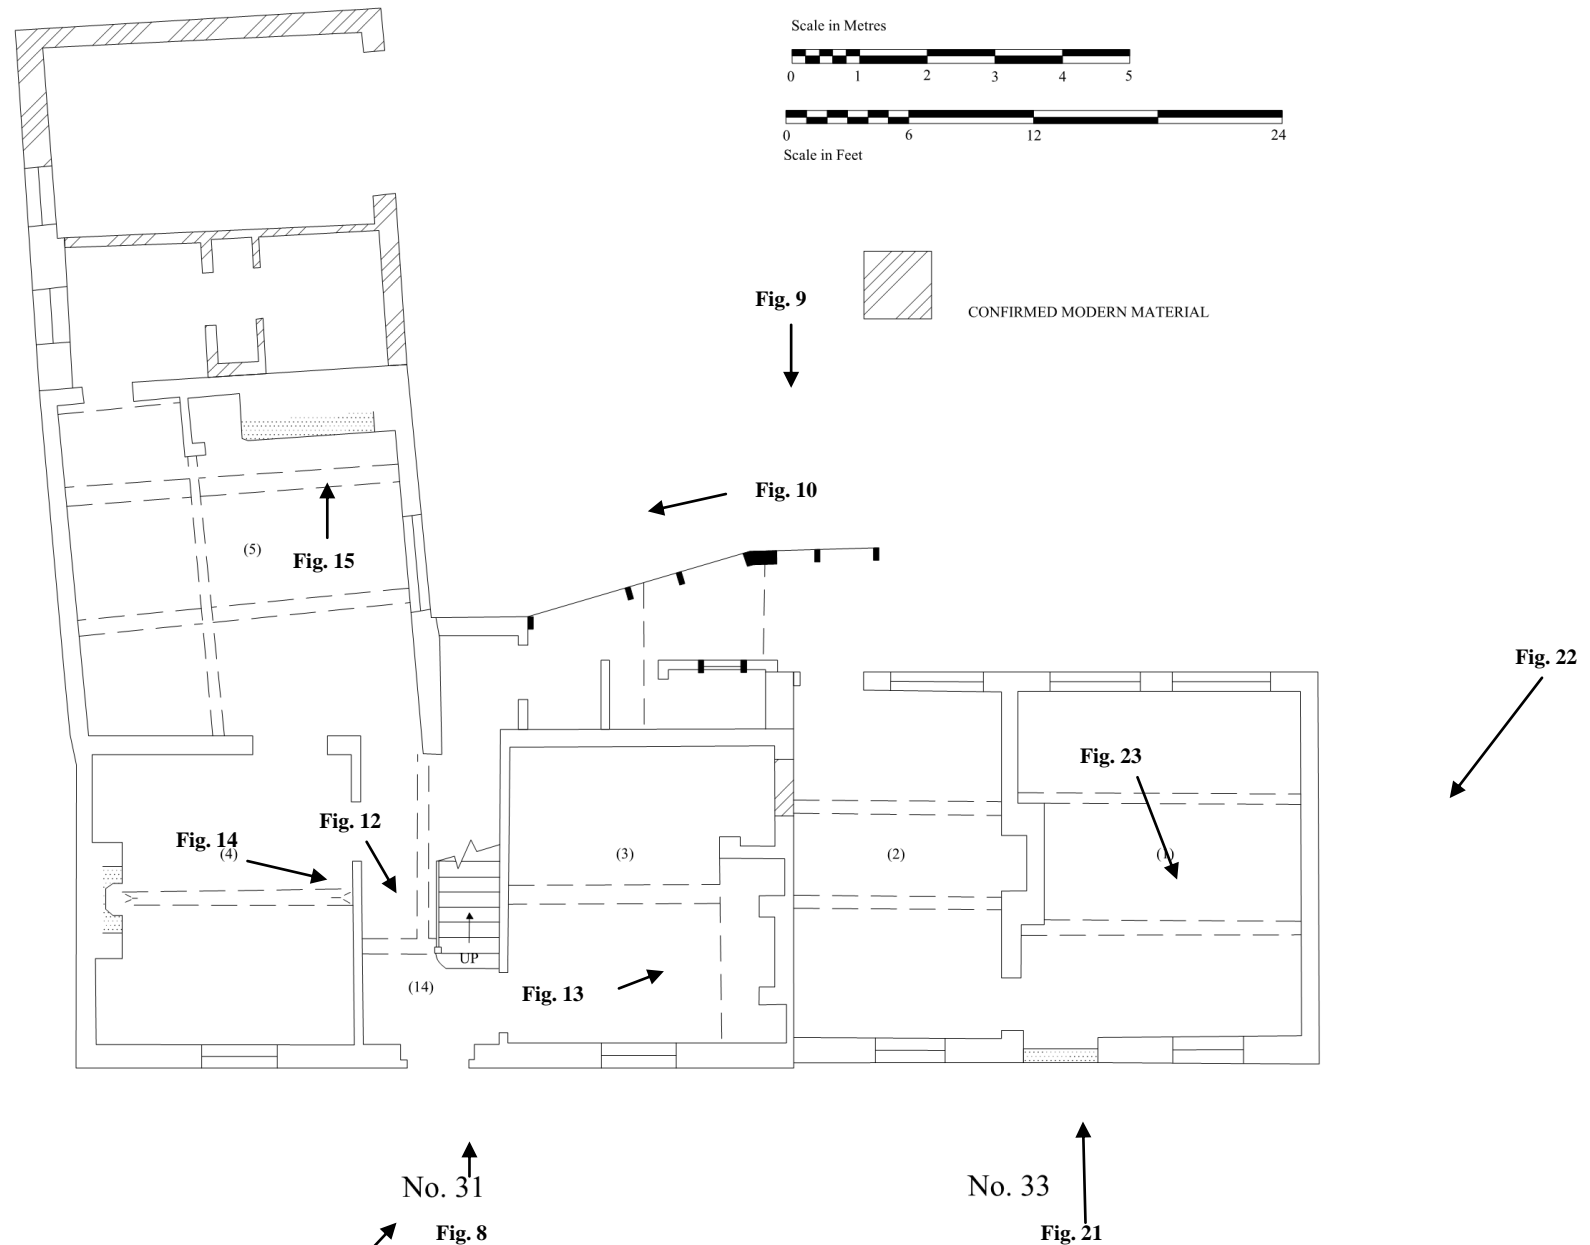 Scale in Metres
0 1 2 3 4 5
0 6 12 24
Scale in Feet
Fig. 9
CONFIRMED MODERN MATERIAL
Fig. 10
(5)
Fig. 15
Fig. 22
Fig. 23
Fig. 12
Fig. 14
(4)
(3)
(2)
(1)
UP
(14)
Fig. 13
No. 31
No. 33
Fig. 8
Fig. 21